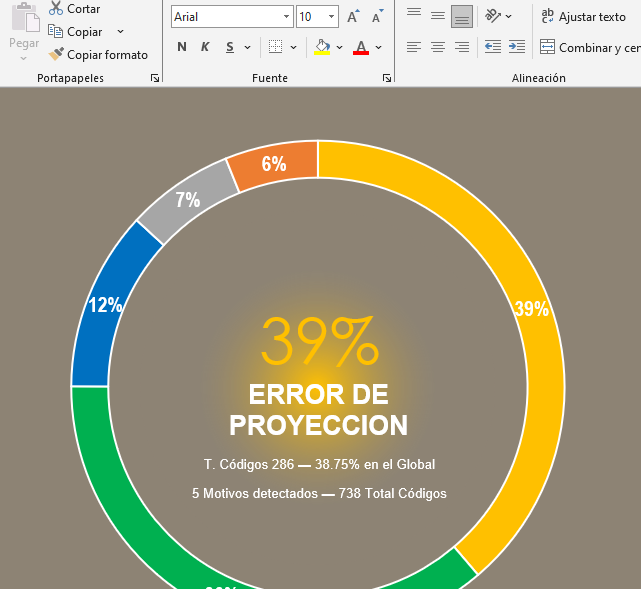 Cortar
Pegar
Copiar
Copiar formato
Portapapeles
Arial
10
A A
N K S
A
Fuente
ab
Ajustar texto
Combinar y cen
Alineación
6%
7%
12%
39%
39%
ERROR DE
PROYECCION
T. Códigos 286 — 38.75% en el Global
5 Motivos detectados — 738 Total Códigos